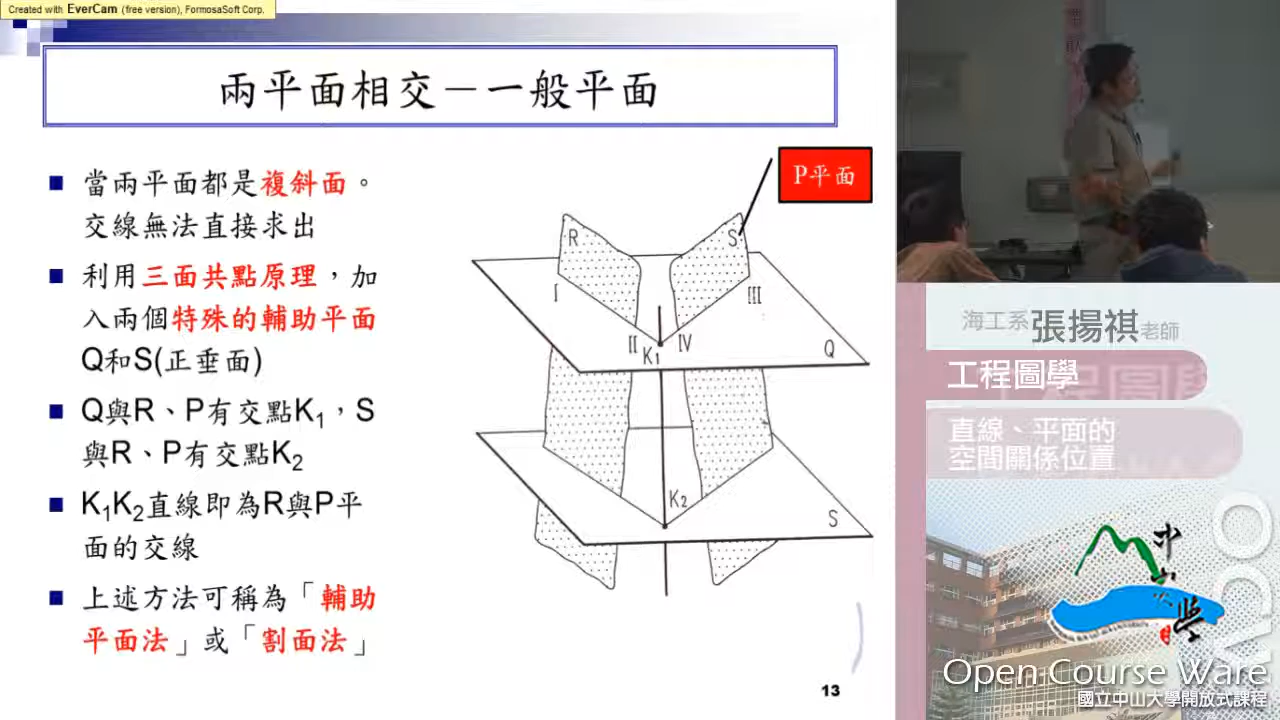 Created with EverCam (free version), FormosaSoft Corp.
兩平面相交－一般平面
當兩平面都是複斜面。
交線無法直接求出
利用三面共點原理，加
入兩個特殊的輔助平面
Q和S(正垂面)
Q與R、P有交點K1，S
與R、P有交點K2
K1K2直線即為R與P平
面的交線
上述方法可稱為「輔助
平面法」或「割面法」
P平面
R
S
I
III
II
K1
IV
Q
K2
S
13
海工系張揚祺老師
工程圖學
直線、平面的
空間關係位置
Open Course Ware
國立中山大學開放式課程